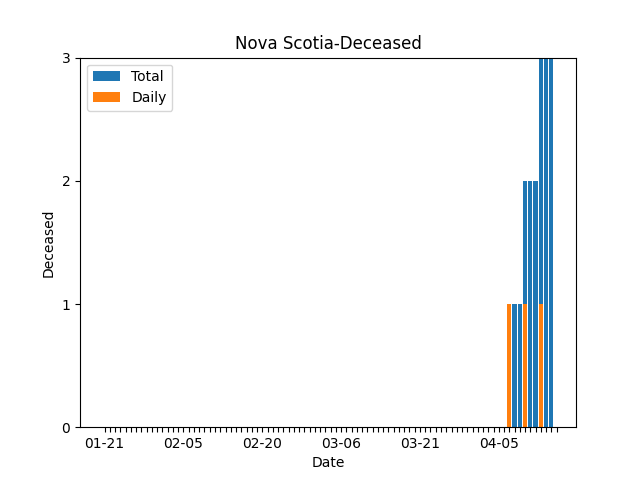 Nova Scotia-Deceased
Total
Daily
Deceased
3
2
1
0
01-21 02-05 02-20 03-06 03-21 04-05
Date